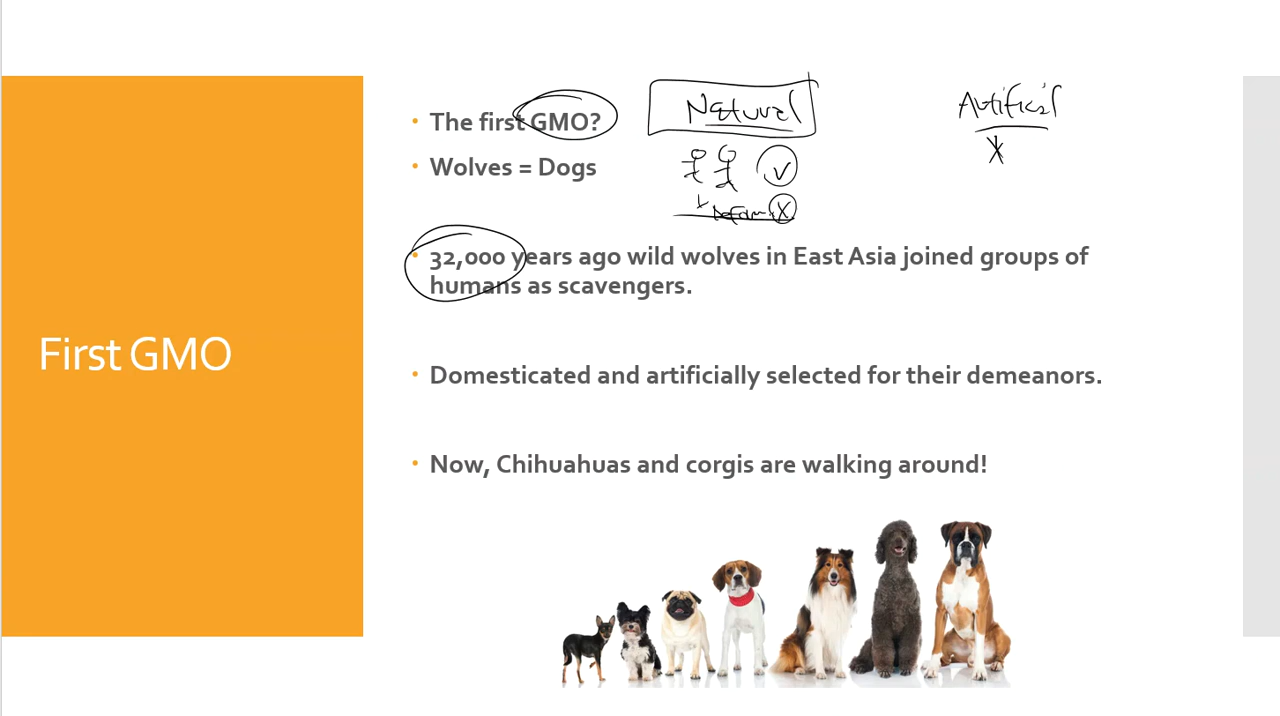 The first GMO?
Natural
Artificial
Wolves = Dogs
32,000 years ago wild wolves in East Asia joined groups of
humans as scavengers.
First GMO
Domesticated and artificially selected for their demeanors.
Now, Chihuahuas and corgis are walking around!